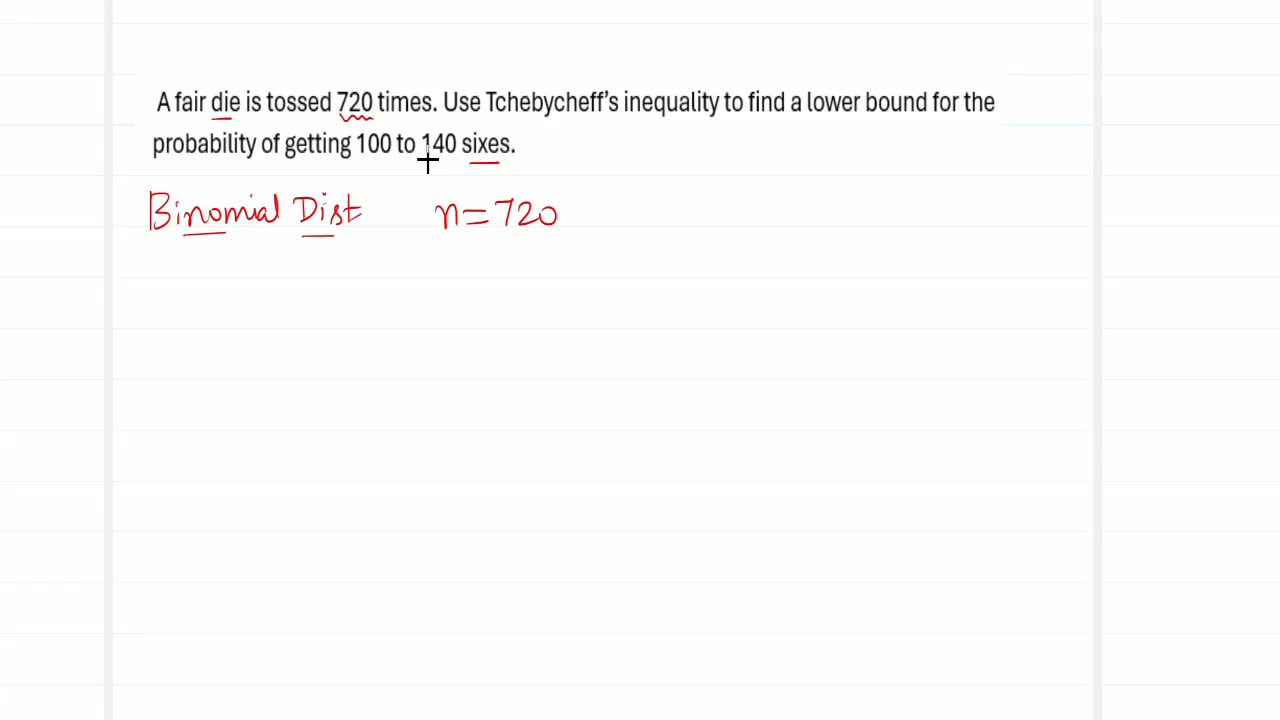 A fair die is tossed 720 times. Use Tchebycheff's inequality to find a lower bound for the
probability of getting 100 to 140 sixes.
Binomial Dist n=720